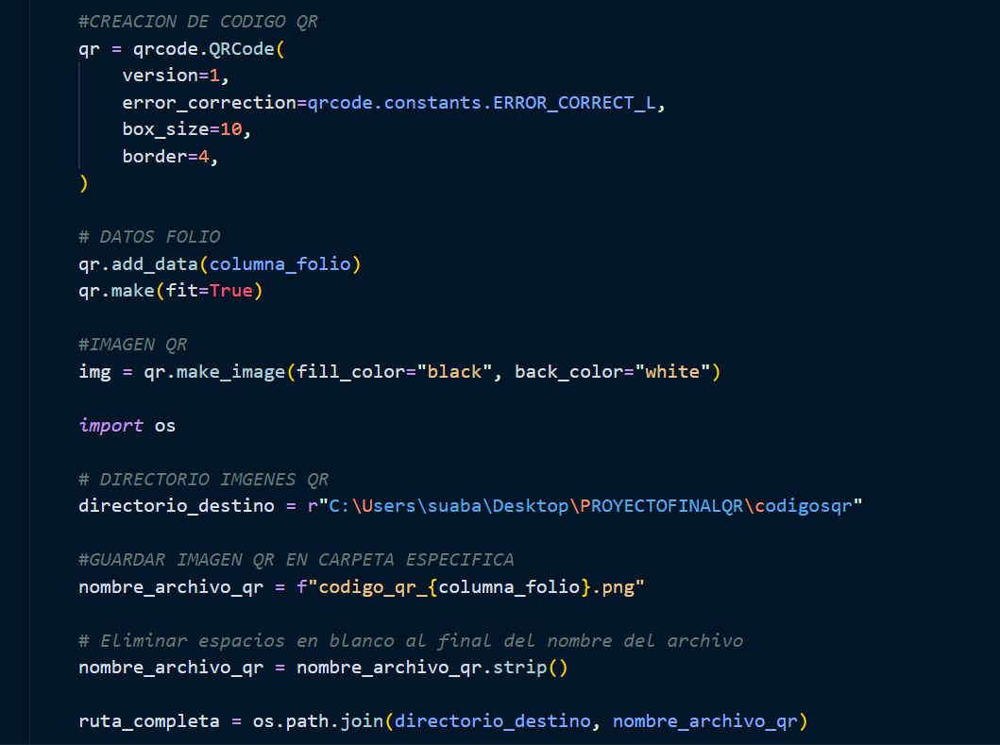 #CREACION DE CODIGO QR
qr = qrcode.QRCode(
    version=1,
    error_correction=qrcode.constants.ERROR_CORRECT_L,
    box_size=10,
    border=4,
)

# DATOS FOLIO
qr.add_data(columna_folio)
qr.make(fit=True)

#IMAGEN QR
img = qr.make_image(fill_color="black", back_color="white")

import os

# DIRECTORIO IMGENES QR
directorio_destino = r"C:\Users\suaba\Desktop\PROYECTOFINALQR\codigosqr"

#GUARDAR IMAGEN QR EN CARPETA ESPECIFICA
nombre_archivo_qr = f"codigo_qr_{columna_folio}.png"

# Eliminar espacios en blanco al final del nombre del archivo
nombre_archivo_qr = nombre_archivo_qr.strip()

ruta_completa = os.path.join(directorio_destino, nombre_archivo_qr)